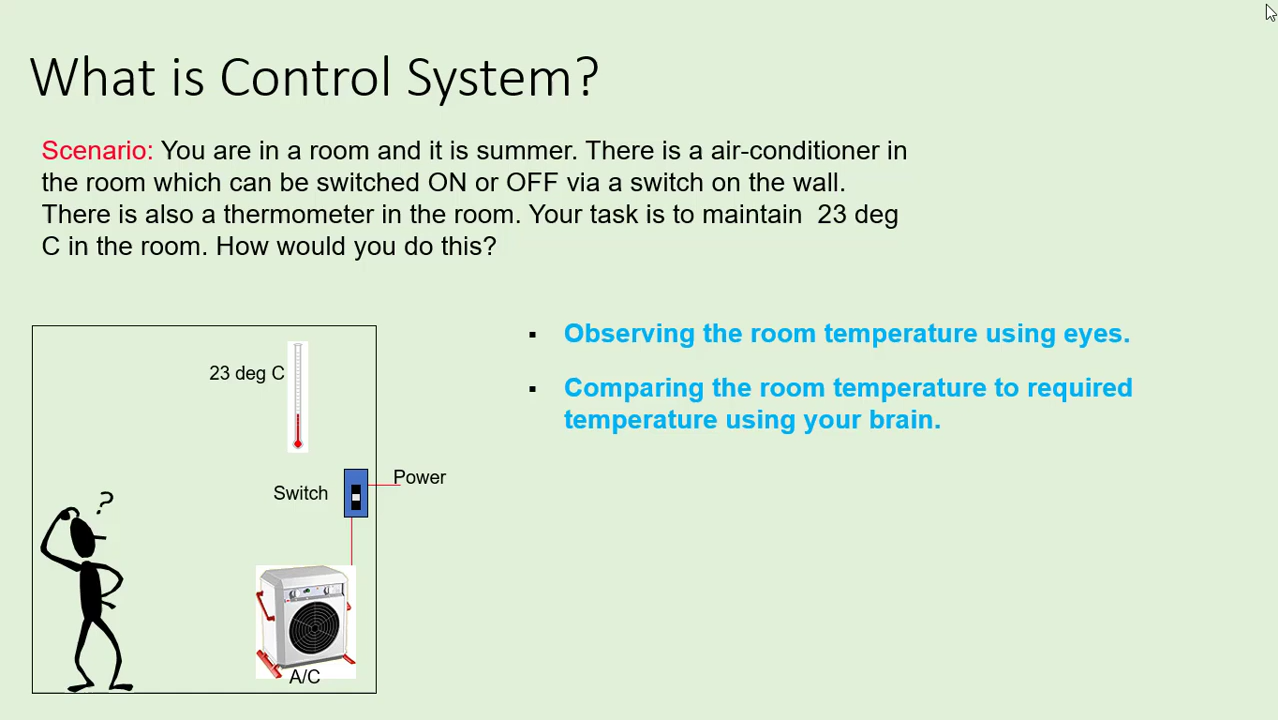 What is Control System?
Scenario: You are in a room and it is summer. There is a air-conditioner in
the room which can be switched ON or OFF via a switch on the wall.
There is also a thermometer in the room. Your task is to maintain  23 deg
C in the room. How would you do this?
▪ Observing the room temperature using eyes.
▪ Comparing the room temperature to required
temperature using your brain.
23 deg C
Power
Switch
?
A/C